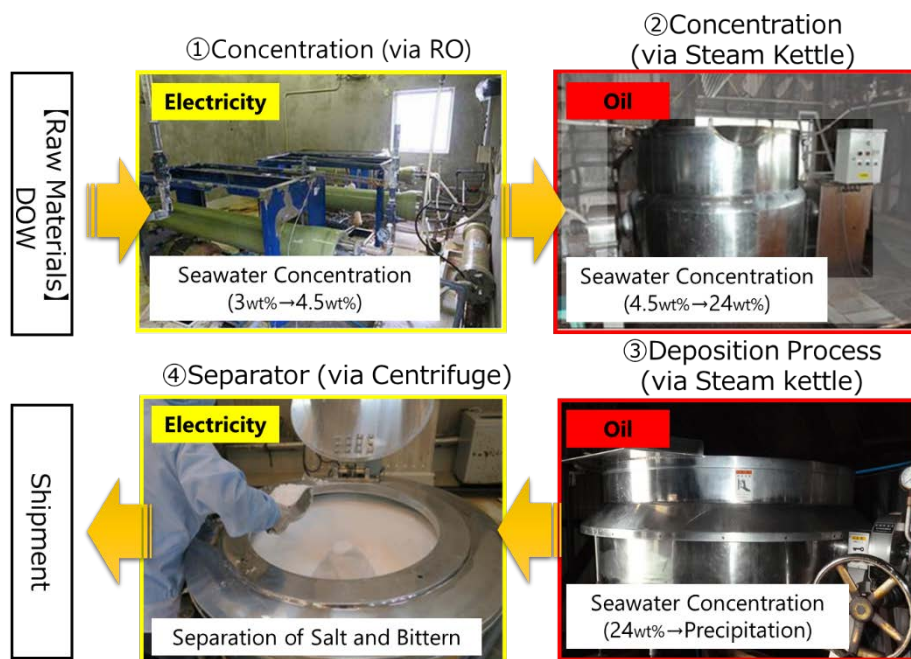 【Raw Materials】
DOW
①Concentration (via RO)
Electricity
Seawater Concentration
(3wt%→4.5wt%)
②Concentration
(via Steam Kettle)
Oil
Seawater Concentration
(4.5wt%→24wt%)
③Deposition Process
(via Steam kettle)
Oil
Seawater Concentration
(24wt%→Precipitation)
④Separator (via Centrifuge)
Electricity
Separation of Salt and Bittern
Shipment